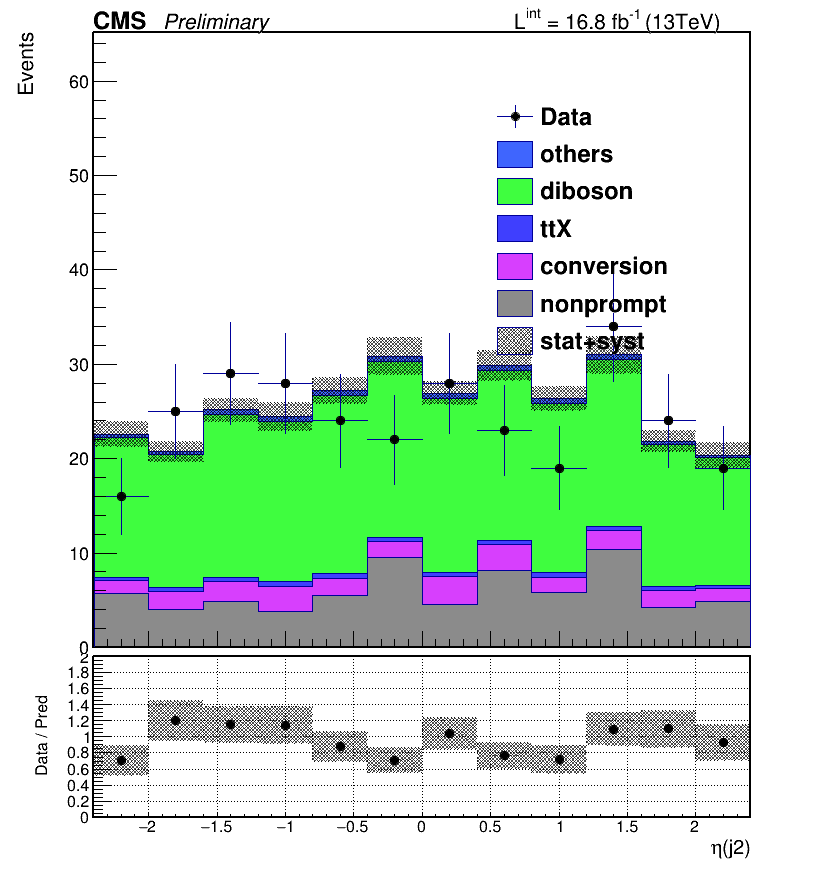 CMS Preliminary L^int = 16.8 fb^-1 (13TeV)
Events
60
50
40
30
20
10
0
Data
others
diboson
ttX
conversion
nonprompt
stat+syst
Data / Pred
2
1.8
1.6
1.4
1.2
1
0.8
0.6
0.4
0.2
0
−2 −1.5 −1 −0.5 0 0.5 1 1.5 2
η(j2)